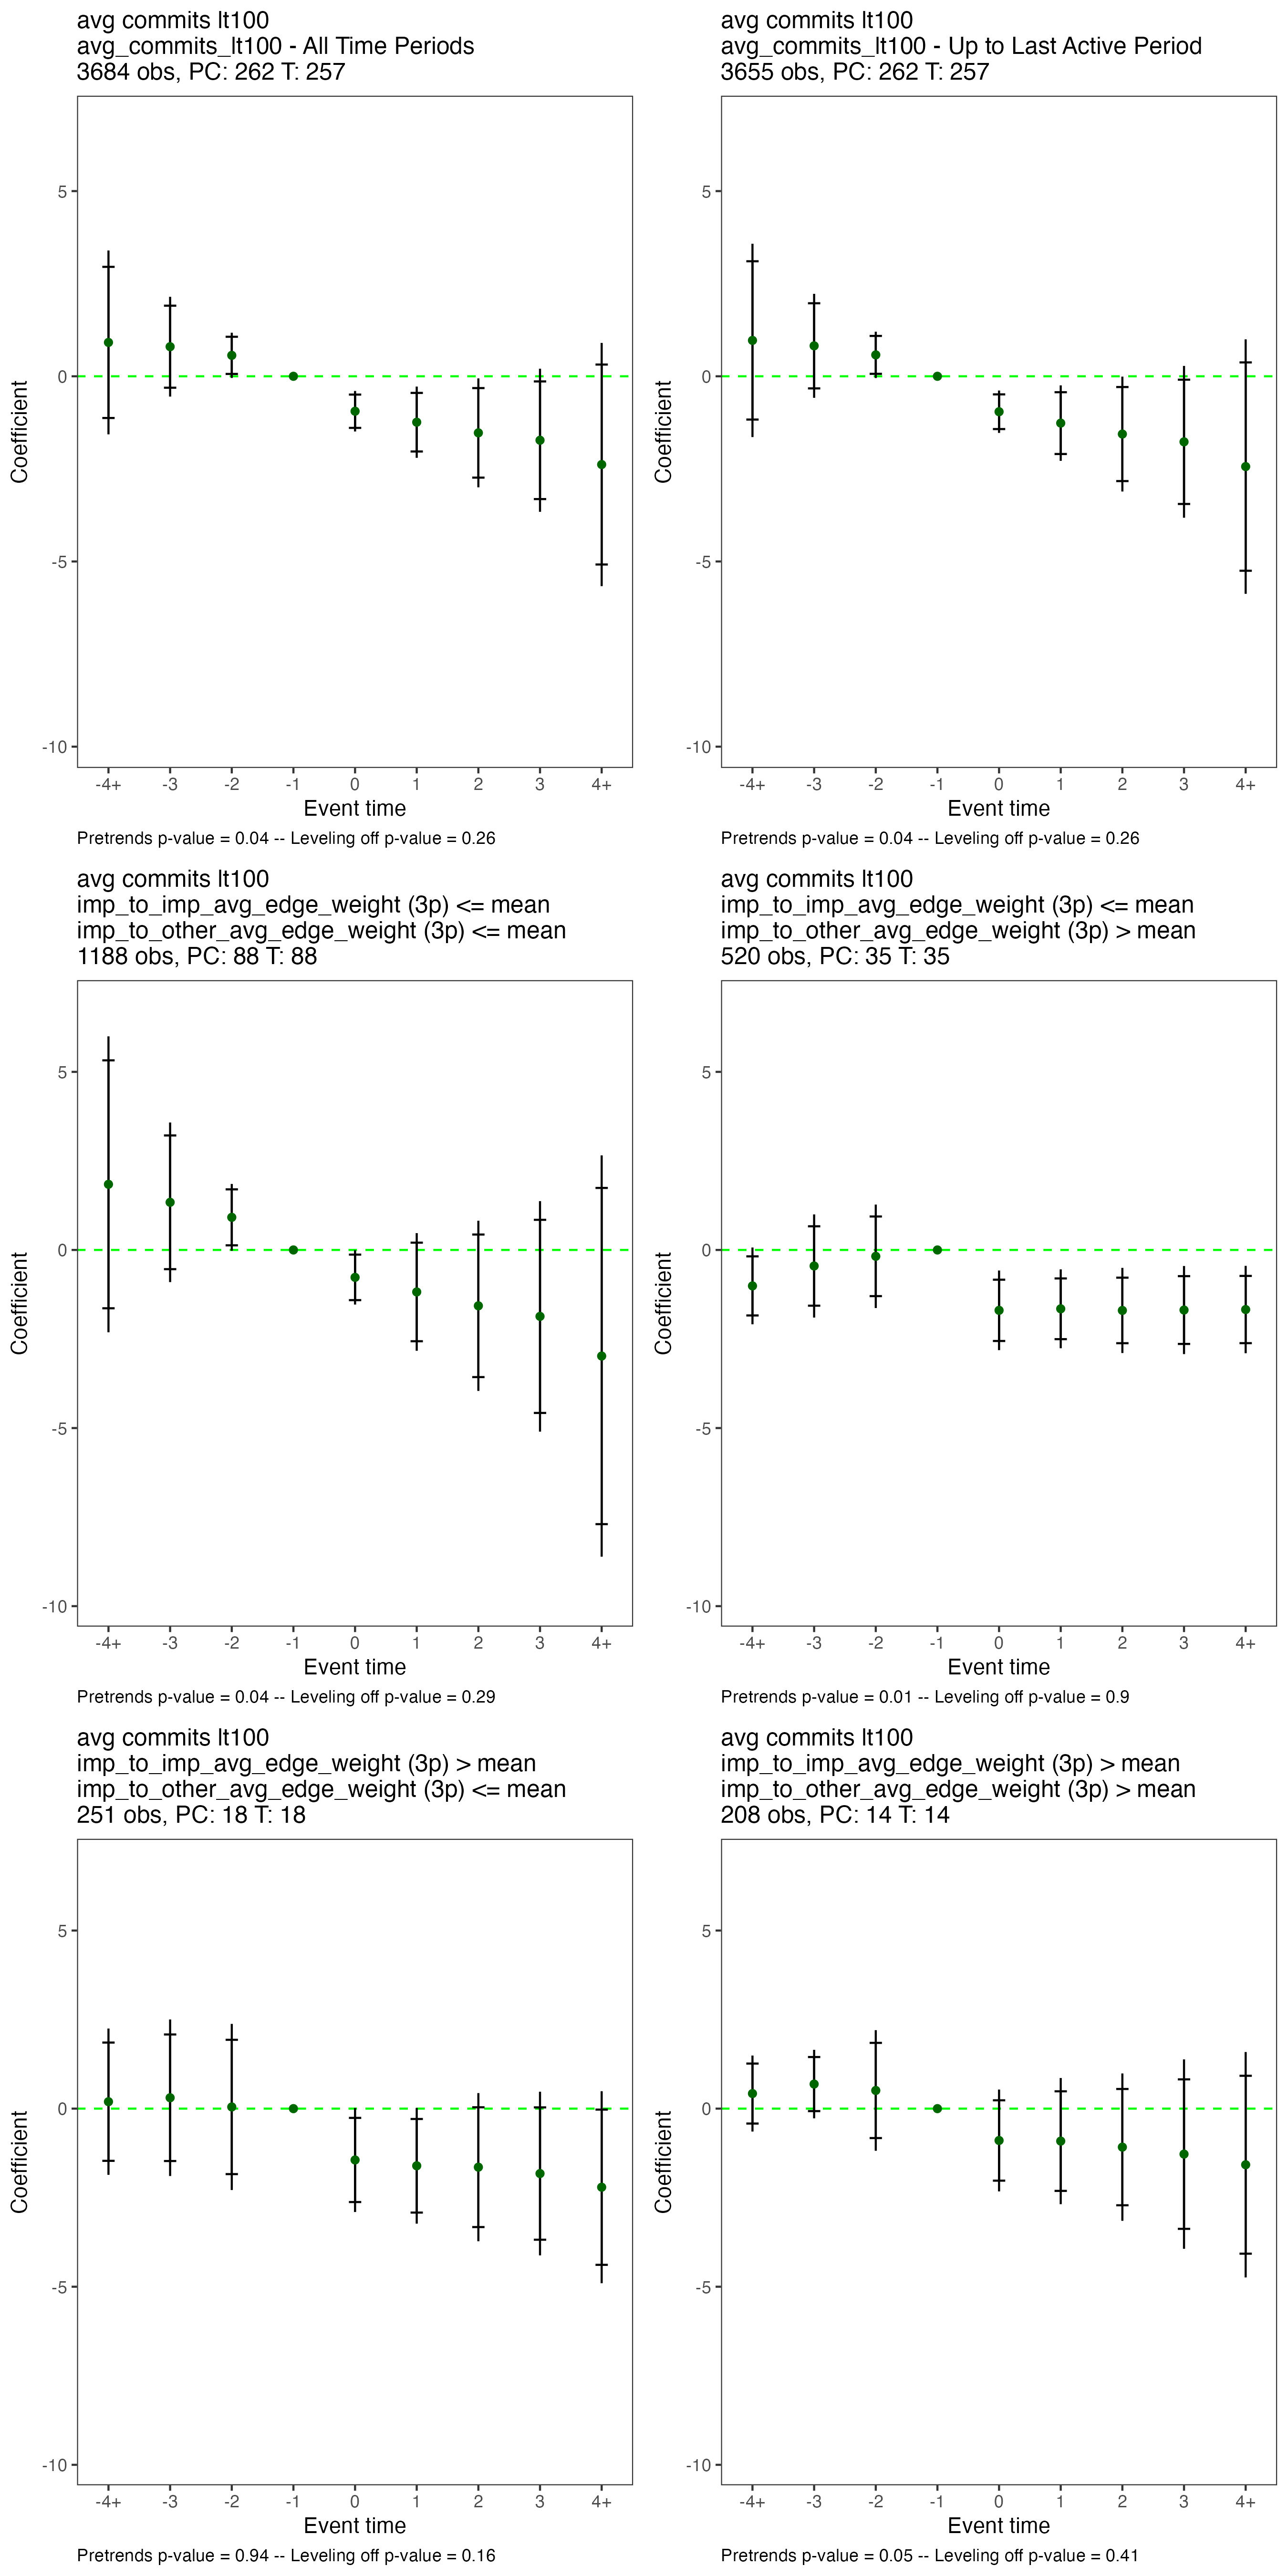 avg commits lt100
avg_commits_lt100 - All Time Periods
3684 obs, PC: 262 T: 257
5
0
-5
-10
Coefficient
-4+ -3 -2 -1 0 1 2 3 4+
Event time
Pretrends p-value = 0.04 -- Leveling off p-value = 0.26
avg commits lt100
avg_commits_lt100 - Up to Last Active Period
3655 obs, PC: 262 T: 257
5
0
-5
-10
Coefficient
-4+ -3 -2 -1 0 1 2 3 4+
Event time
Pretrends p-value = 0.04 -- Leveling off p-value = 0.26
avg commits lt100
imp_to_imp_avg_edge_weight (3p) <= mean
imp_to_other_avg_edge_weight (3p) <= mean
1188 obs, PC: 88 T: 88
5
0
-5
-10
Coefficient
-4+ -3 -2 -1 0 1 2 3 4+
Event time
Pretrends p-value = 0.04 -- Leveling off p-value = 0.29
avg commits lt100
imp_to_imp_avg_edge_weight (3p) <= mean
imp_to_other_avg_edge_weight (3p) > mean
520 obs, PC: 35 T: 35
5
0
-5
-10
Coefficient
-4+ -3 -2 -1 0 1 2 3 4+
Event time
Pretrends p-value = 0.01 -- Leveling off p-value = 0.9
avg commits lt100
imp_to_imp_avg_edge_weight (3p) > mean
imp_to_other_avg_edge_weight (3p) <= mean
251 obs, PC: 18 T: 18
5
0
-5
-10
Coefficient
-4+ -3 -2 -1 0 1 2 3 4+
Event time
Pretrends p-value = 0.94 -- Leveling off p-value = 0.16
avg commits lt100
imp_to_imp_avg_edge_weight (3p) > mean
imp_to_other_avg_edge_weight (3p) > mean
208 obs, PC: 14 T: 14
5
0
-5
-10
Coefficient
-4+ -3 -2 -1 0 1 2 3 4+
Event time
Pretrends p-value = 0.05 -- Leveling off p-value = 0.41